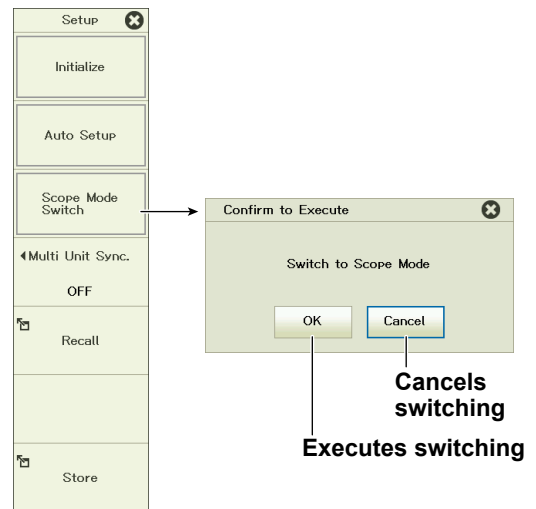 Setup
Initialize
Auto Setup
Scope Mode
Switch
Multi Unit Sync.
OFF
Recall
Store
Confirm to Execute
Switch to Scope Mode
OK Cancel
Cancels
switching
Executes switching